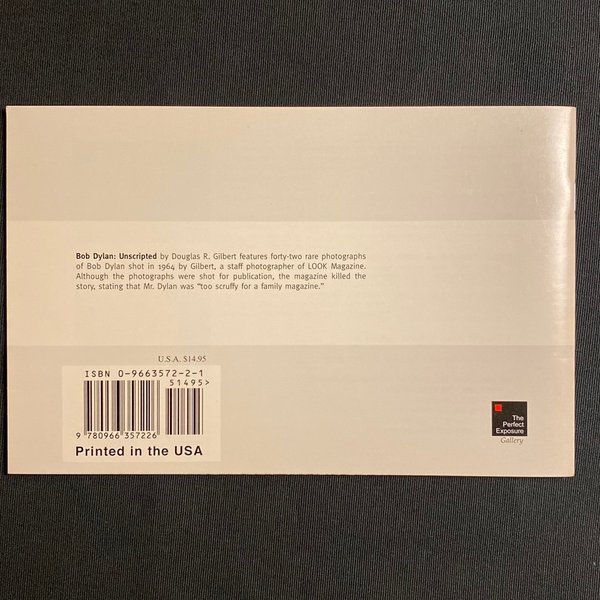 Bob Dylan: Unscripted by Douglas R. Gilbert features forty-two rare photographs
of Bob Dylan shot in 1964 by Gilbert, a staff photographer of LOOK Magazine.
Although the photographs were shot for publication, the magazine killed the
story, stating that Mr. Dylan was “too scruffy for a family magazine.”
U.S.A. $14.95
ISBN 0-9663572-2-1
51495>
9 780966 357226
Printed in the USA
The
Perfect
Exposure
Gallery